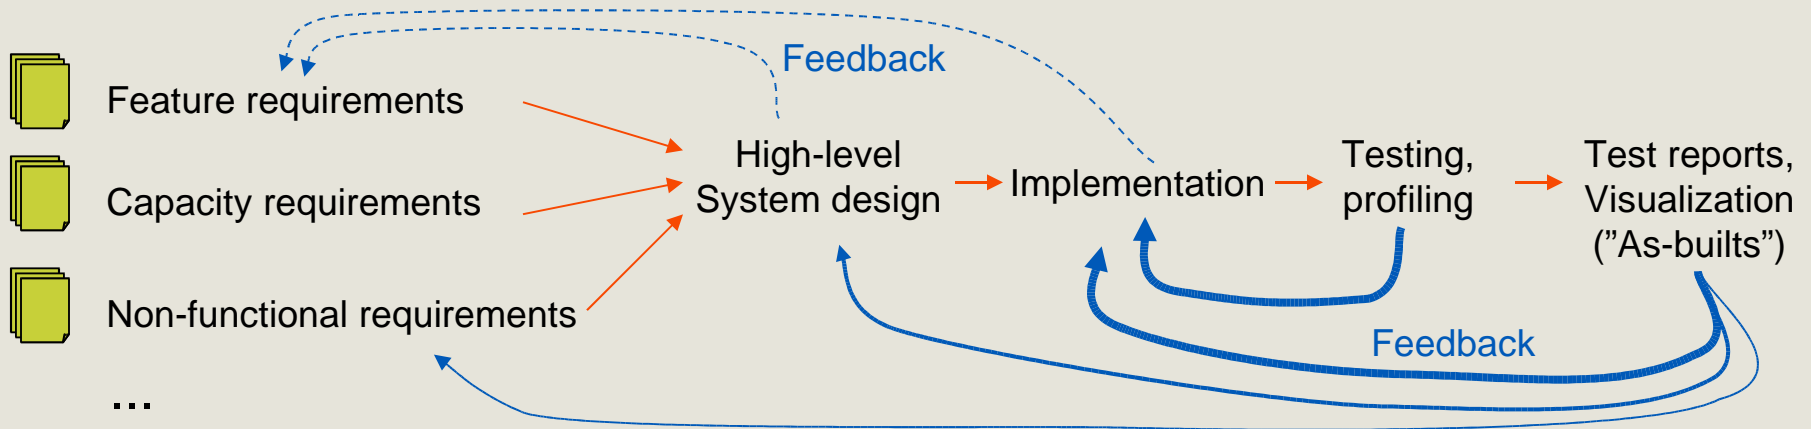 Feedback
Feature requirements
Capacity requirements
Non-functional requirements
...
High-level
System design
Implementation
Testing,
profiling
Test reports,
Visualization
(”As-builts”)
Feedback